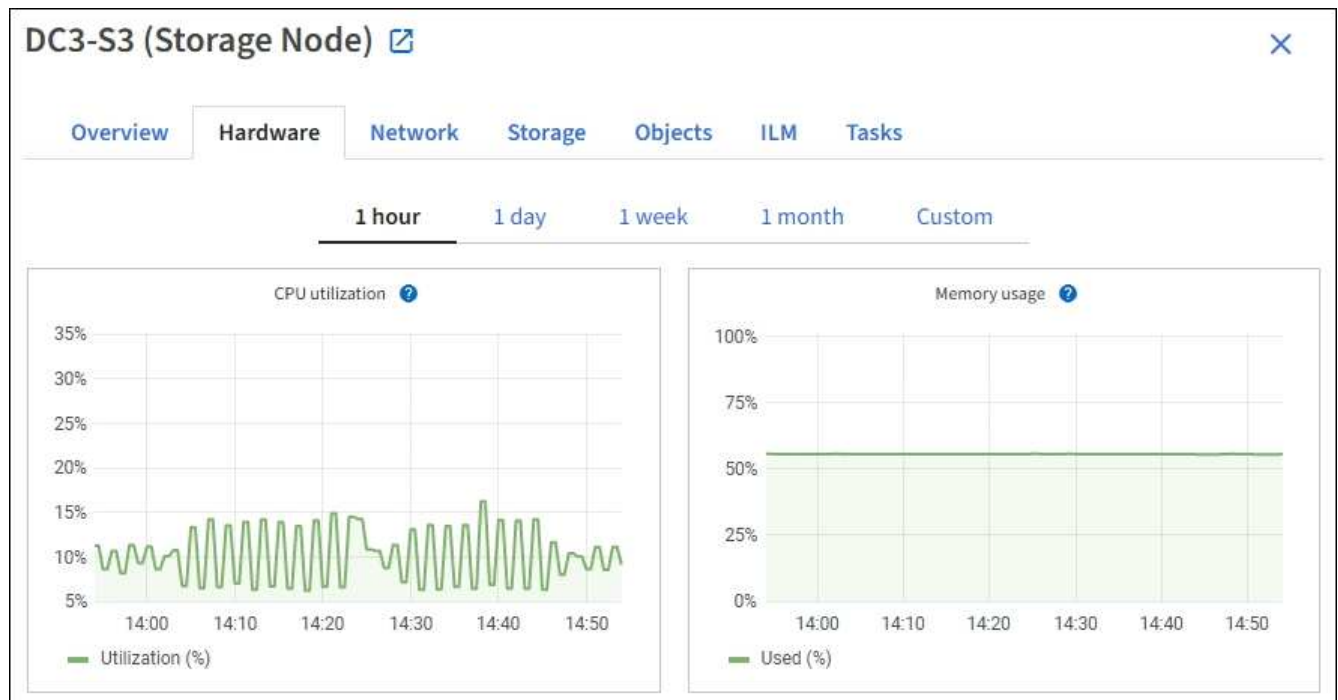 DC3-S3 (Storage Node)
Overview Hardware Network Storage Objects ILM Tasks
1 hour 1 day 1 week 1 month Custom
CPU utilization ?
35%
30%
25%
20%
15%
10%
5%
14:00 14:10 14:20 14:30 14:40 14:50
Utilization (%)
Memory usage ?
100%
75%
50%
25%
0%
14:00 14:10 14:20 14:30 14:40 14:50
Used (%)